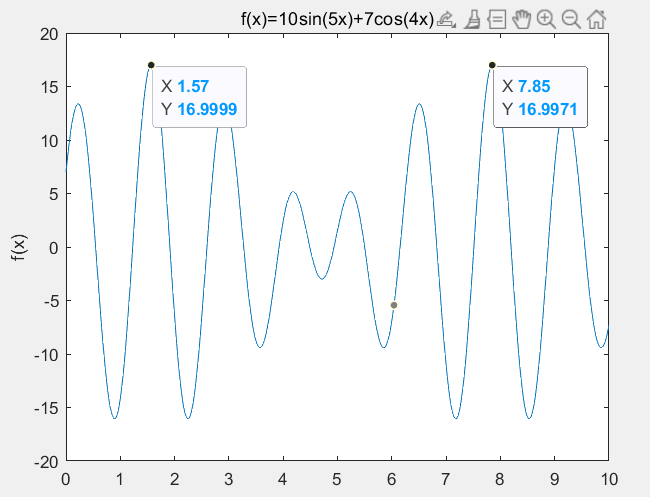 f(x)=10sin(5x)+7cos(4x)
20
15
10
5
0
-5
-10
-15
-20
f(x)
X 1.57
Y 16.9999
X 7.85
Y 16.9971
0 1 2 3 4 5 6 7 8 9 10